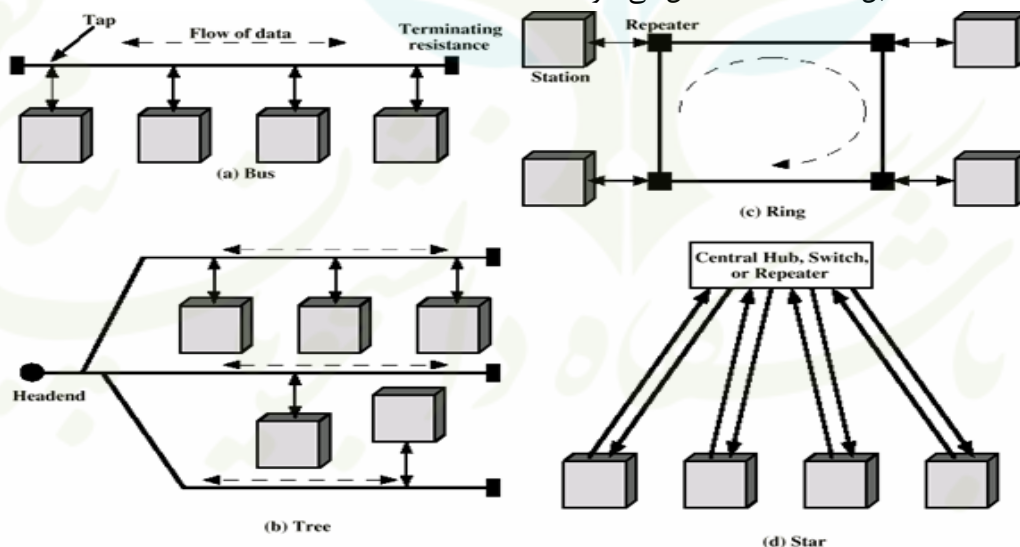 Tap
Flow of data
Terminating
resistance
(a) Bus
Repeater
Station
(c) Ring
Headend
(b) Tree
Central Hub, Switch,
or Repeater
(d) Star